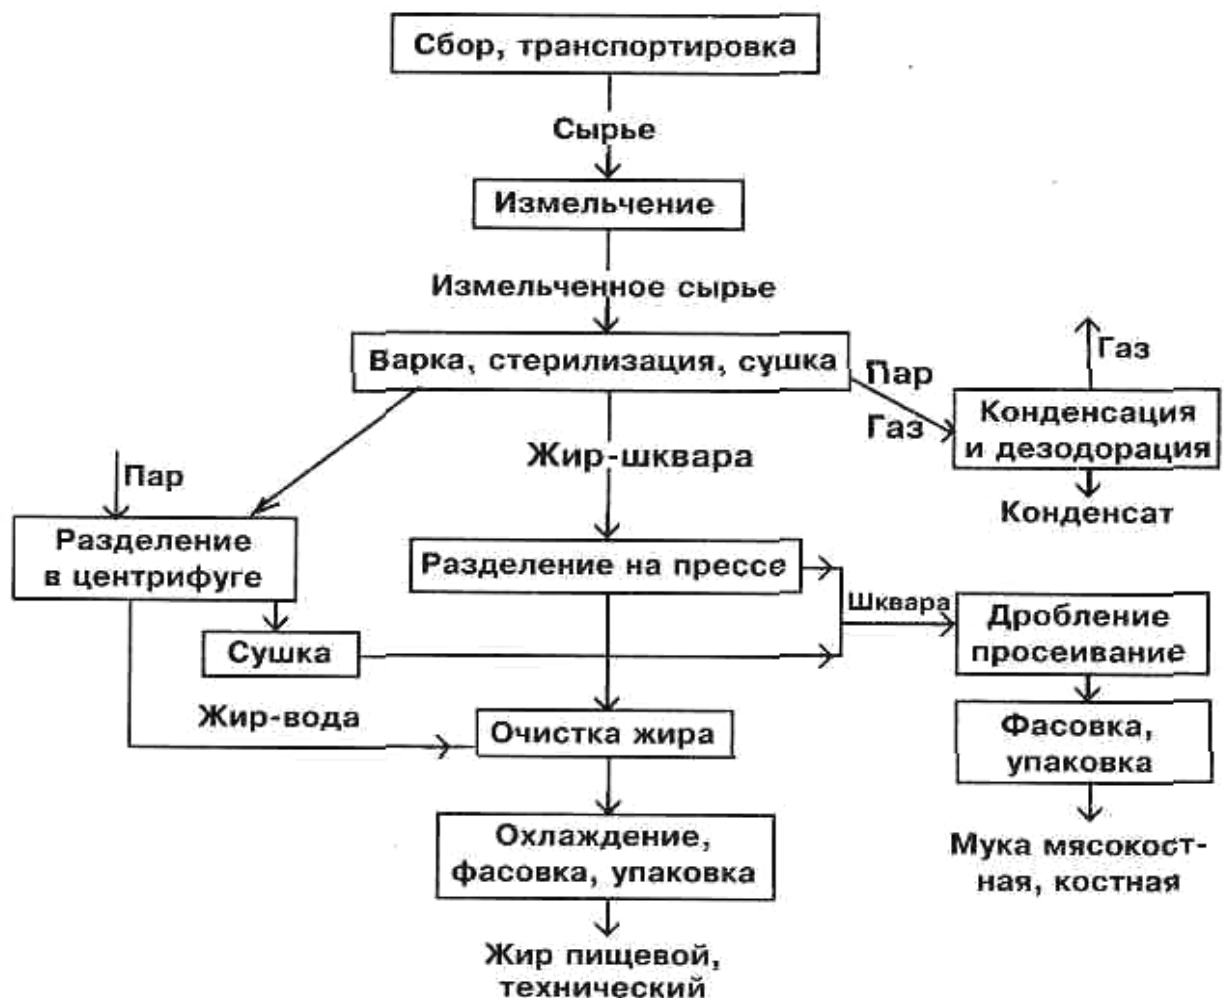 Сбор, транспортировка
Сырье
Измельчение
Измельченное сырье
Варка, стерилизация, сушка
Пар
Газ
Газ
Конденсация
и дезодорация
Конденсат
Жир-шквара
Пар
Разделение
в центрифуге
Разделение на прессе
Шквара
Дробление
просеивание
Сушка
Жир-вода
Очистка жира
Фасовка,
упаковка
Охлаждение,
фасовка, упаковка
Мука мясокост-
ная, костная
Жир пищевой,
технический